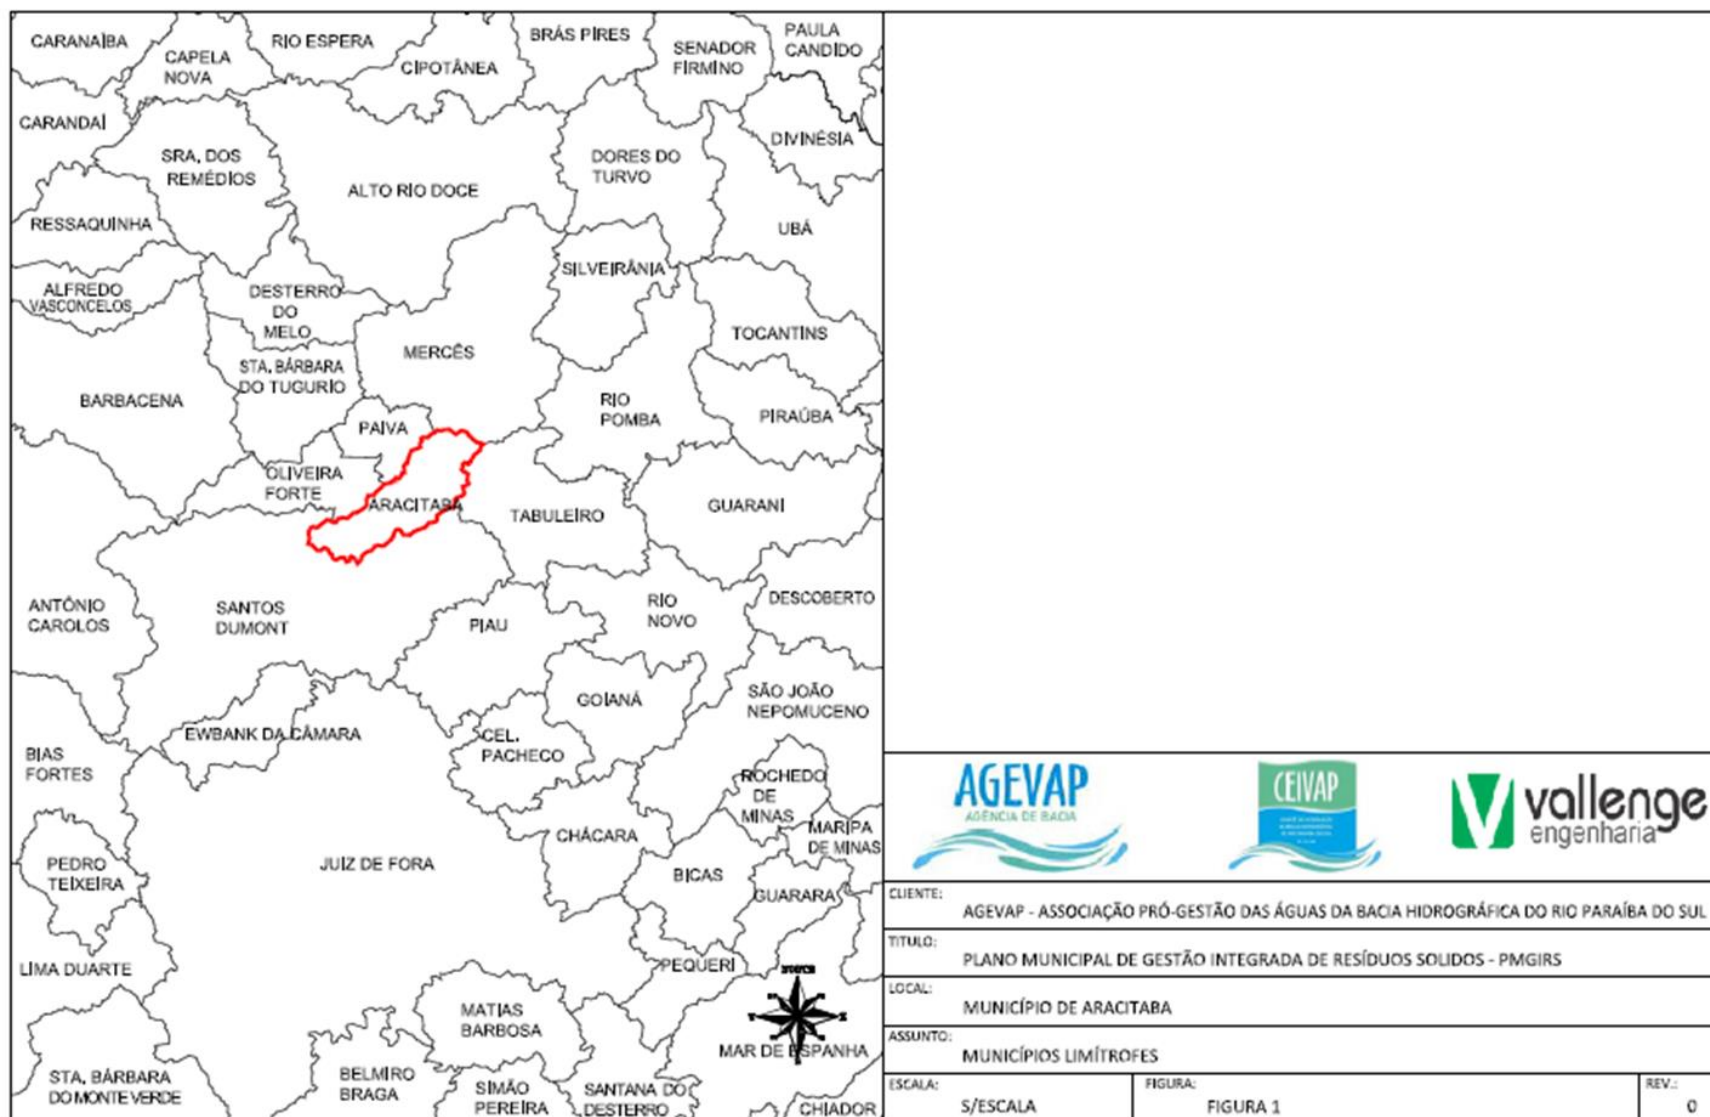 CARANAÍBA
CAPELA
NOVA
RIO ESPERA
CIPOTÂNEA
BRÁS PIRES
SENADOR
FIRMINO
PAULA
CANDIDO
CARANDAÍ
SRA. DOS
REMÉDIOS
ALTO RIO DOCE
DORES DO
TURVO
DIVINÉSIA
RESSAQUINHA
UBÁ
ALFREDO
VASCONCELOS
DESTERRO
DO
MELO
SILVEIRÂNIA
TOCANTINS
MERCÊS
STA. BÁRBARA
DO TUGURIO
BARBACENA
RIO
POMBA
PIRAÚBA
PAIVA
OLIVEIRA
FORTE
ARACITABA
TABULEIRO
GUARANI
ANTÔNIO
CAROLOS
SANTOS
DUMONT
PIAU
RIO
NOVO
DESCOBERTO
GOIANÁ
SÃO JOÃO
NEPOMUCENO
EWBANK DA CÂMARA
CEL.
PACHECO
BIAS
FORTES
ROCHEDO
DE
MINAS
MARIPA
DE MINAS
CHÁCARA
PEDRO
TEIXEIRA
JUIZ DE FORA
BICAS
GUARARA
LIMA DUARTE
PEQUERI
MATIAS
BARBOSA
MAR DE ESPANHA
STA. BÁRBARA
DO MONTE VERDE
BELMIRO
BRAGA
SIMÃO
PEREIRA
SANTANA DO
DESTERRO
CHIADOR
AGEVAP
AGÊNCIA DE BACIA
CEIVAP
vallenge
engenharia
CLIENTE:
AGEVAP - ASSOCIAÇÃO PRÓ-GESTÃO DAS ÁGUAS DA BACIA HIDROGRÁFICA DO RIO PARAÍBA DO SUL
TITULO:
PLANO MUNICIPAL DE GESTÃO INTEGRADA DE RESÍDUOS SOLIDOS - PMGIRS
LOCAL:
MUNICÍPIO DE ARACITABA
ASSUNTO:
MUNICÍPIOS LIMÍTROFES
ESCALA:
S/ESCALA
FIGURA:
FIGURA 1
REV.:
0